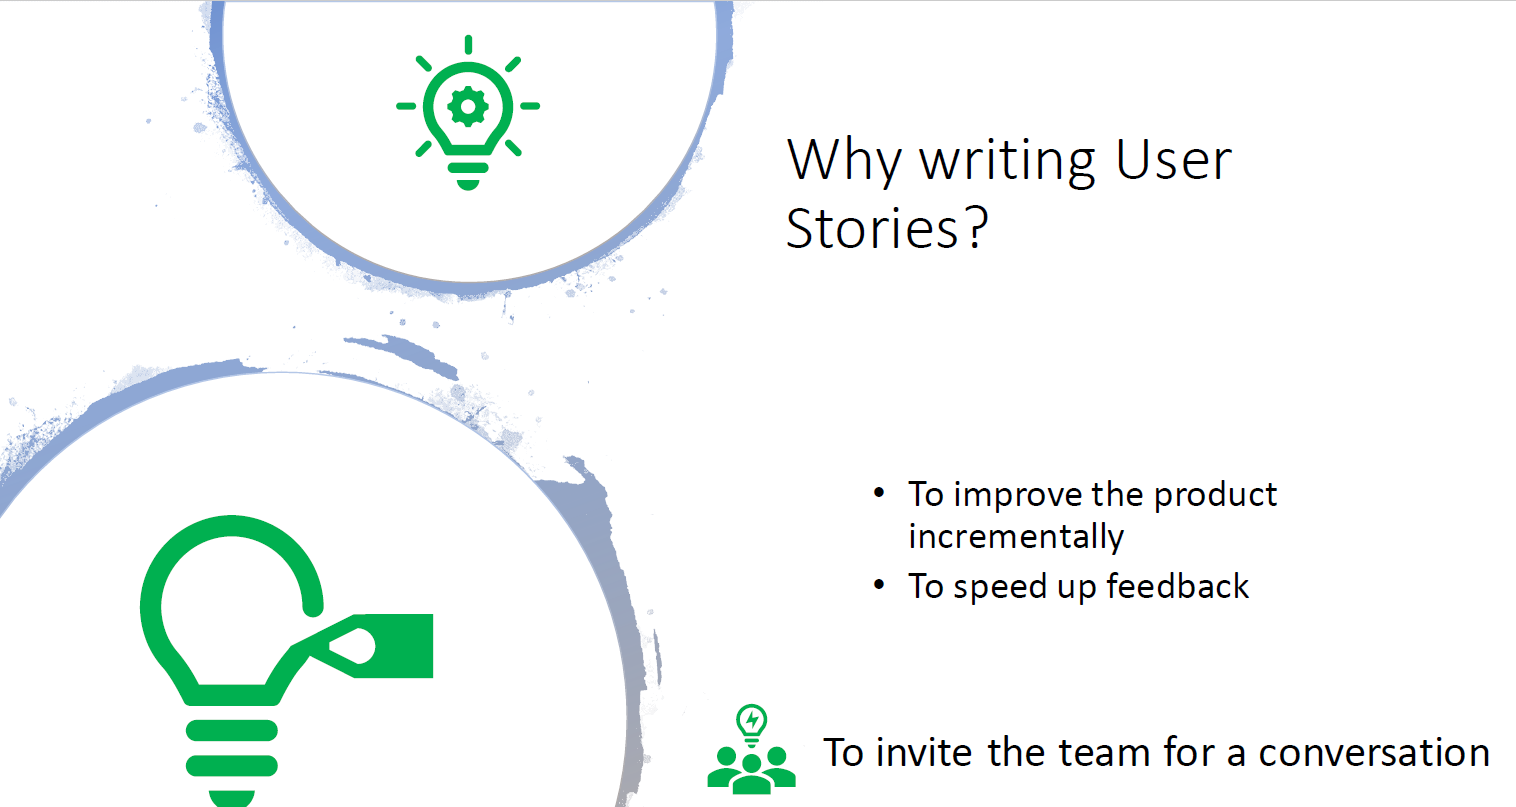 Why writing User
Stories?
• To improve the product
incrementally
• To speed up feedback
To invite the team for a conversation